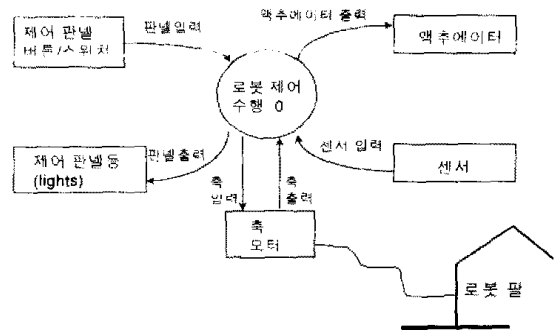 제어 판넬
버튼/스위치
판넬입력
액추에이터 출력
액추에이터
로봇 제어
수행 0
제어 판넬등
(lights)
판넬출력
센서 입력
센서
축
입력
축
출력
축
모터
로봇 팔